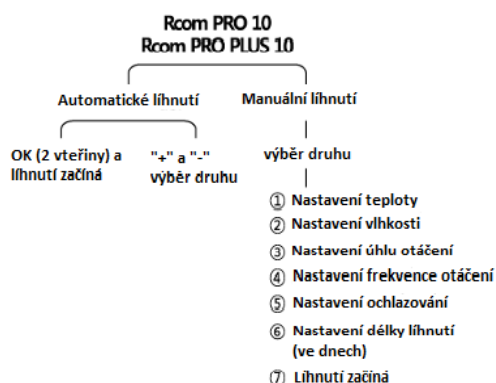 Rcom PRO 10
Rcom PRO PLUS 10
Automatické líhnutí
Manuální líhnutí
OK (2 vteřiny) a
líhnutí začíná
"+" a "-"
výběr druhu
výběr druhu
① Nastavení teploty
② Nastavení vlhkosti
③ Nastavení úhlu otáčení
④ Nastavení frekvence otáčení
⑤ Nastavení ochlazování
⑥ Nastavení délky líhnutí
(ve dnech)
⑦ Líhnutí začíná